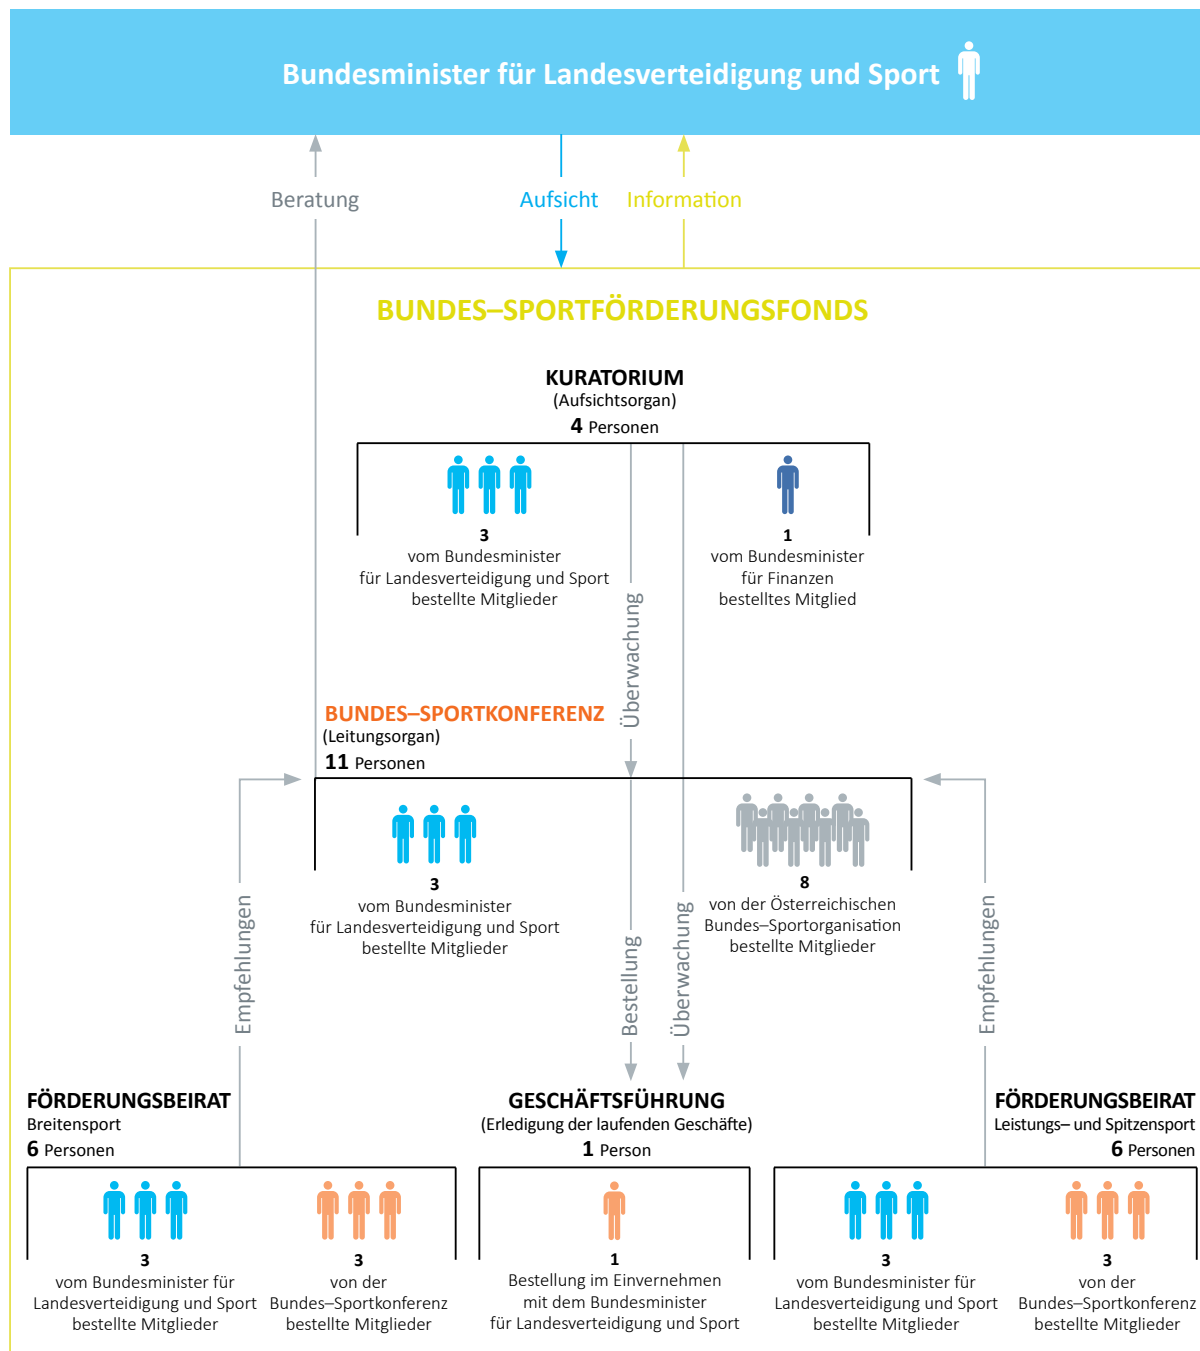 Bundesminister für Landesverteidigung und Sport
Beratung
Aufsicht
Information
BUNDES–SPORTFÖRDERUNGSFONDS
KURATORIUM
(Aufsichtsorgan)
4 Personen
3
vom Bundesminister
für Landesverteidigung und Sport
bestellte Mitglieder
1
vom Bundesminister
für Finanzen
bestelltes Mitglied
Überwachung
BUNDES–SPORTKONFERENZ
(Leitungsorgan)
11 Personen
3
vom Bundesminister
für Landesverteidigung und Sport
bestellte Mitglieder
8
von der Österreichischen
Bundes–Sportorganisation
bestellte Mitglieder
Empfehlungen
Bestellung
Überwachung
Empfehlungen
FÖRDERUNGSBEIRAT
Breitensport
6 Personen
3
vom Bundesminister für
Landesverteidigung und Sport
bestellte Mitglieder
3
von der
Bundes–Sportkonferenz
bestellte Mitglieder
GESCHÄFTSFÜHRUNG
(Erledigung der laufenden Geschäfte)
1 Person
1
Bestellung im Einvernehmen
mit dem Bundesminister
für Landesverteidigung und Sport
FÖRDERUNGSBEIRAT
Leistungs– und Spitzensport
6 Personen
3
vom Bundesminister für
Landesverteidigung und Sport
bestellte Mitglieder
3
von der
Bundes–Sportkonferenz
bestellte Mitglieder